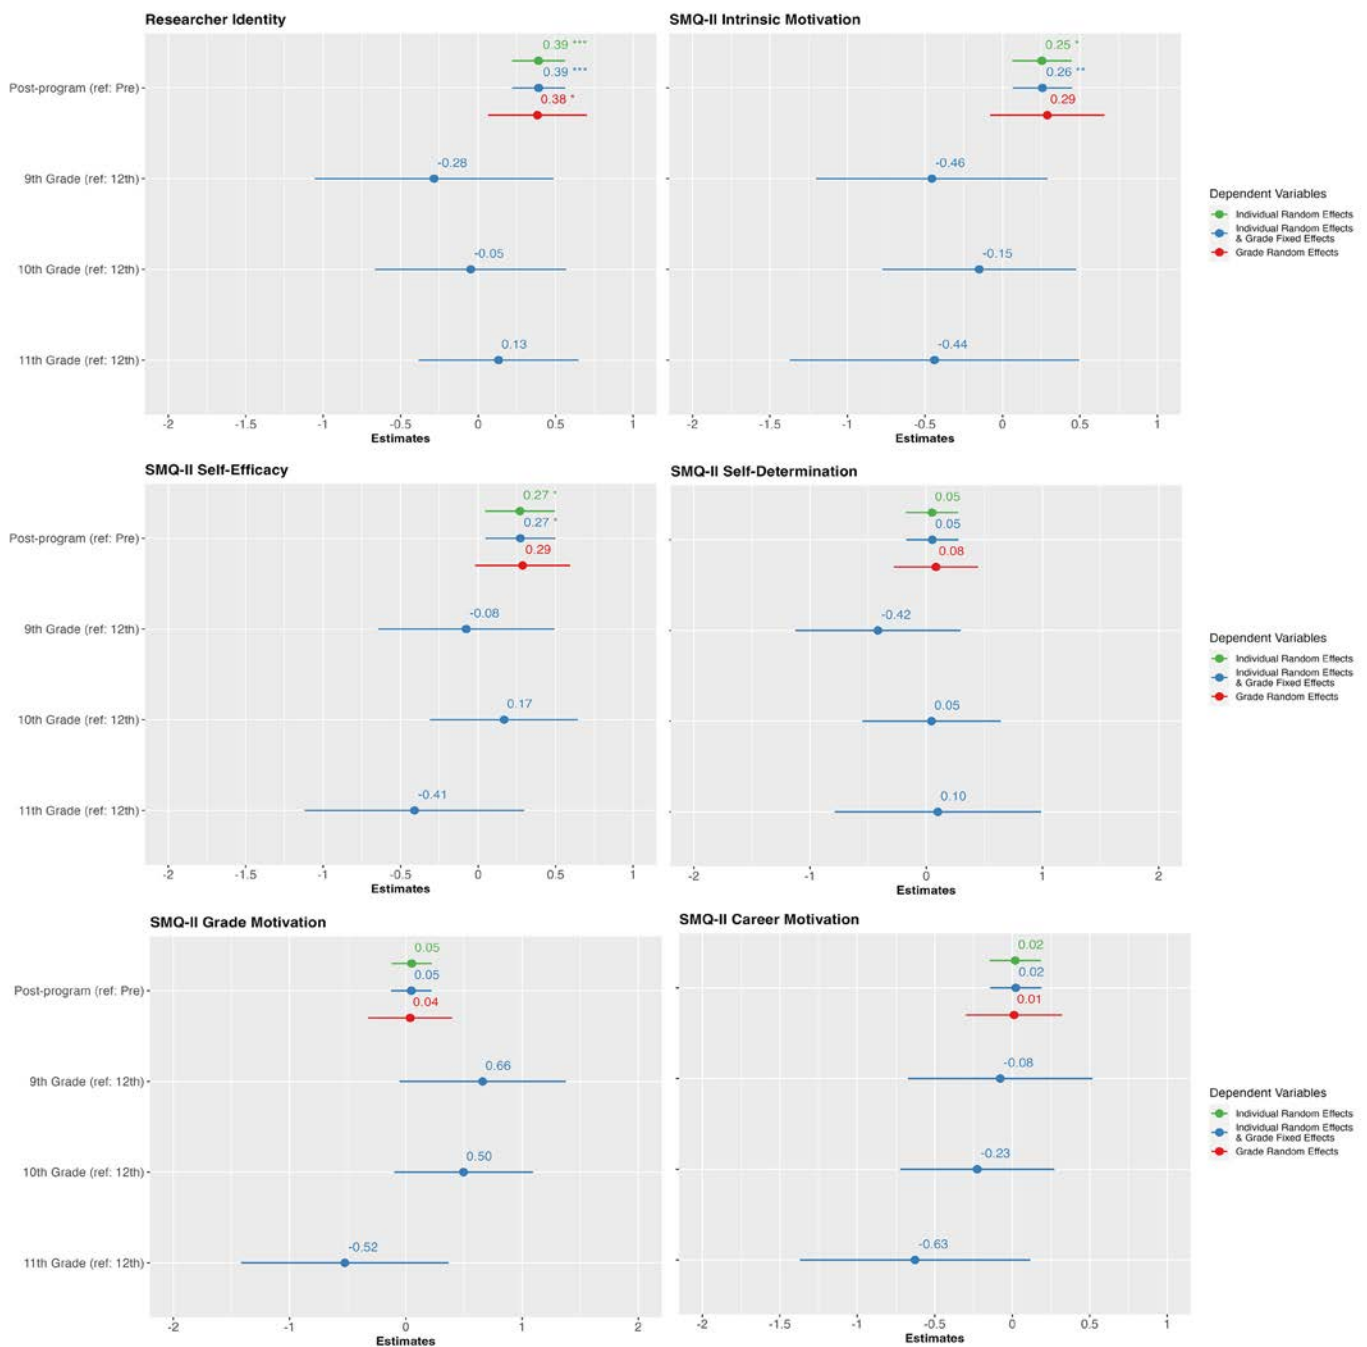 Researcher Identity
0.39 ***
0.39 ***
0.38 *
Post-program (ref: Pre)
-0.28
9th Grade (ref: 12th)
-0.05
10th Grade (ref: 12th)
0.13
11th Grade (ref: 12th)
-2 -1.5 -1 -0.5 0 0.5 1
Estimates
SMQ-II Intrinsic Motivation
0.25 *
0.26 **
0.29
-0.46
-0.15
-0.44
-2 -1.5 -1 -0.5 0 0.5 1
Estimates
Dependent Variables
Individual Random Effects
Individual Random Effects
& Grade Fixed Effects
Grade Random Effects
SMQ-II Self-Efficacy
0.27 *
0.27 *
0.29
Post-program (ref: Pre)
-0.08
9th Grade (ref: 12th)
0.17
10th Grade (ref: 12th)
-0.41
11th Grade (ref: 12th)
-2 -1.5 -1 -0.5 0 0.5 1
Estimates
SMQ-II Self-Determination
0.05
0.05
0.08
-0.42
0.05
0.10
-2 -1 0 1 2
Estimates
Dependent Variables
Individual Random Effects
Individual Random Effects
& Grade Fixed Effects
Grade Random Effects
SMQ-II Grade Motivation
0.05
0.05
0.04
Post-program (ref: Pre)
0.66
9th Grade (ref: 12th)
0.50
10th Grade (ref: 12th)
-0.52
11th Grade (ref: 12th)
-2 -1 0 1 2
Estimates
SMQ-II Career Motivation
0.02
0.02
0.01
-0.08
-0.23
-0.63
-2 -1.5 -1 -0.5 0 0.5 1
Estimates
Dependent Variables
Individual Random Effects
Individual Random Effects
& Grade Fixed Effects
Grade Random Effects